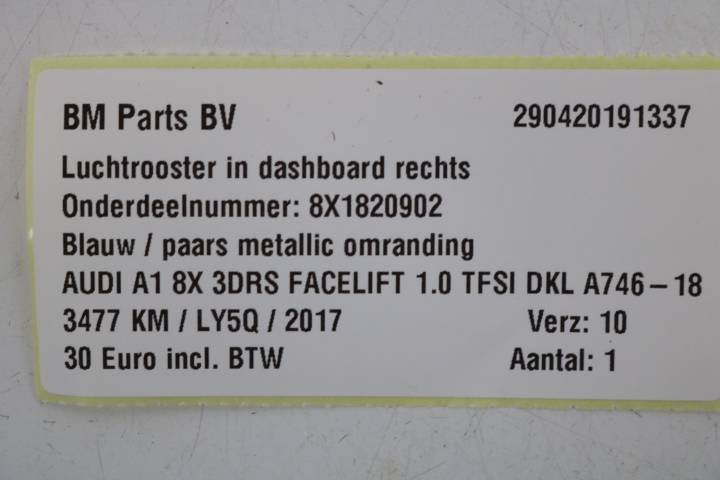 BM Parts BV 290420191337
Luchtrooster in dashboard rechts
Onderdeelnummer: 8X1820902
Blauw / paars metallic omranding
AUDI A1 8X 3DRS FACELIFT 1.0 TFSI DKL A746-18
3477 KM / LY5Q / 2017 Verz: 10
30 Euro incl. BTW Aantal: 1